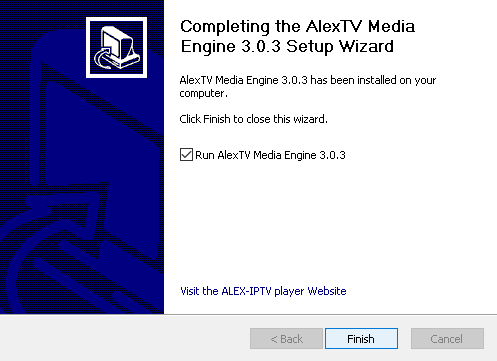 Completing the AlexTV Media
Engine 3.0.3 Setup Wizard
AlexTV Media Engine 3.0.3 has been installed on your
computer.
Click Finish to close this wizard.
Run AlexTV Media Engine 3.0.3
Visit the ALEX-IPTV player Website
< Back
Finish
Cancel